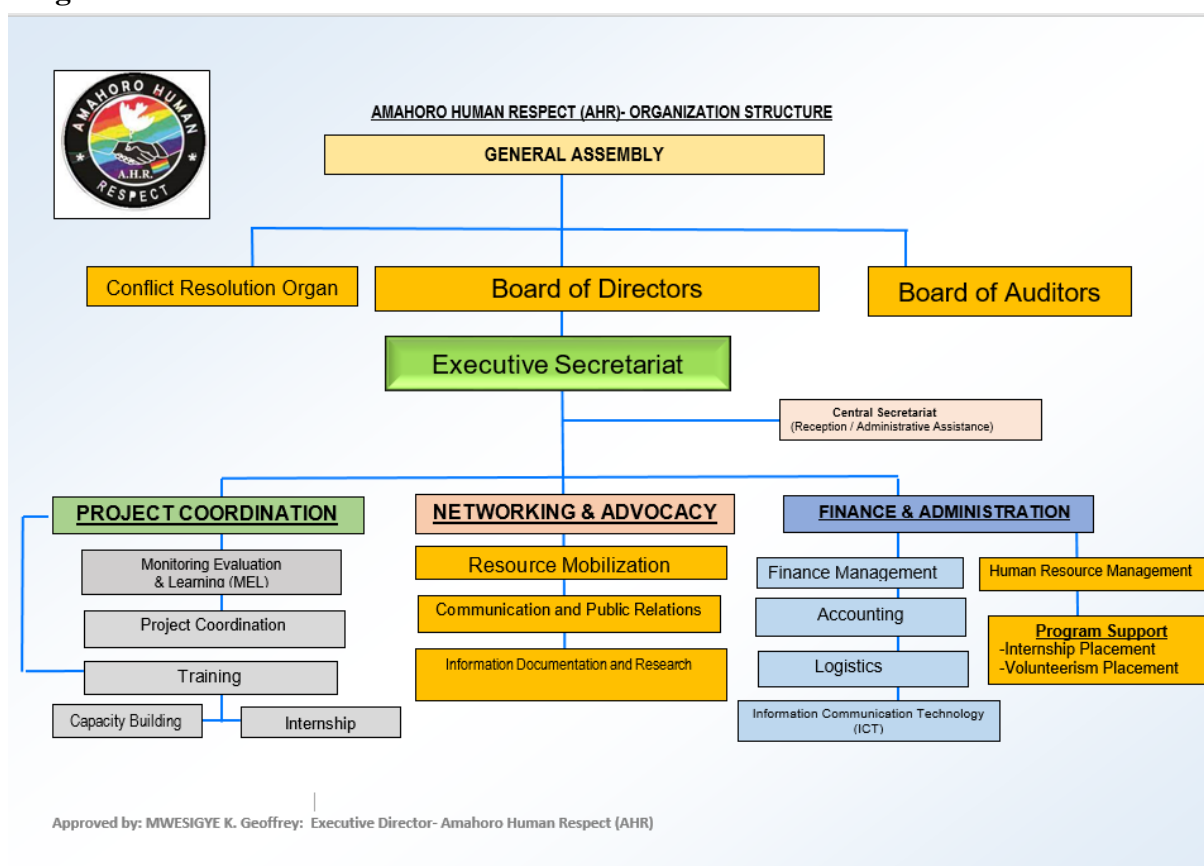 AMAHORO HUMAN
RESPECT
A.H.R.
AMAHORO HUMAN RESPECT (AHR)- ORGANIZATION STRUCTURE
GENERAL ASSEMBLY
Conflict Resolution Organ
Board of Directors
Board of Auditors
Executive Secretariat
Central Secretariat
(Reception / Administrative Assistance)
PROJECT COORDINATION
Monitoring Evaluation
& Learning (MEL)
Project Coordination
Training
Capacity Building
Internship
NETWORKING & ADVOCACY
Resource Mobilization
Communication and Public Relations
Information Documentation and Research
FINANCE & ADMINISTRATION
Finance Management
Accounting
Logistics
Information Communication Technology
(ICT)
Human Resource Management
Program Support
-Internship Placement
-Volunteerism Placement
Approved by: MWESIGYE K. Geoffrey: Executive Director- Amahoro Human Respect (AHR)